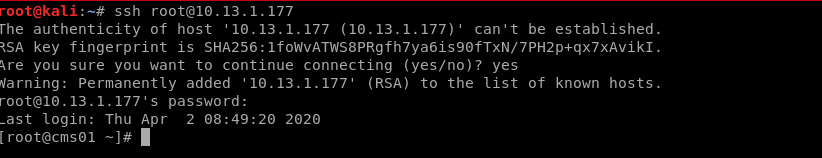 root@kali:~# ssh root@10.13.1.177
The authenticity of host '10.13.1.177 (10.13.1.177)' can't be established.
RSA key fingerprint is SHA256:1foWvATWS8PRgfh7ya6is90fTxN/7PH2p+qx7xAvikI.
Are you sure you want to continue connecting (yes/no)? yes
Warning: Permanently added '10.13.1.177' (RSA) to the list of known hosts.
root@10.13.1.177's password:
Last login: Thu Apr  2 08:49:20 2020
[root@cms01 ~]#